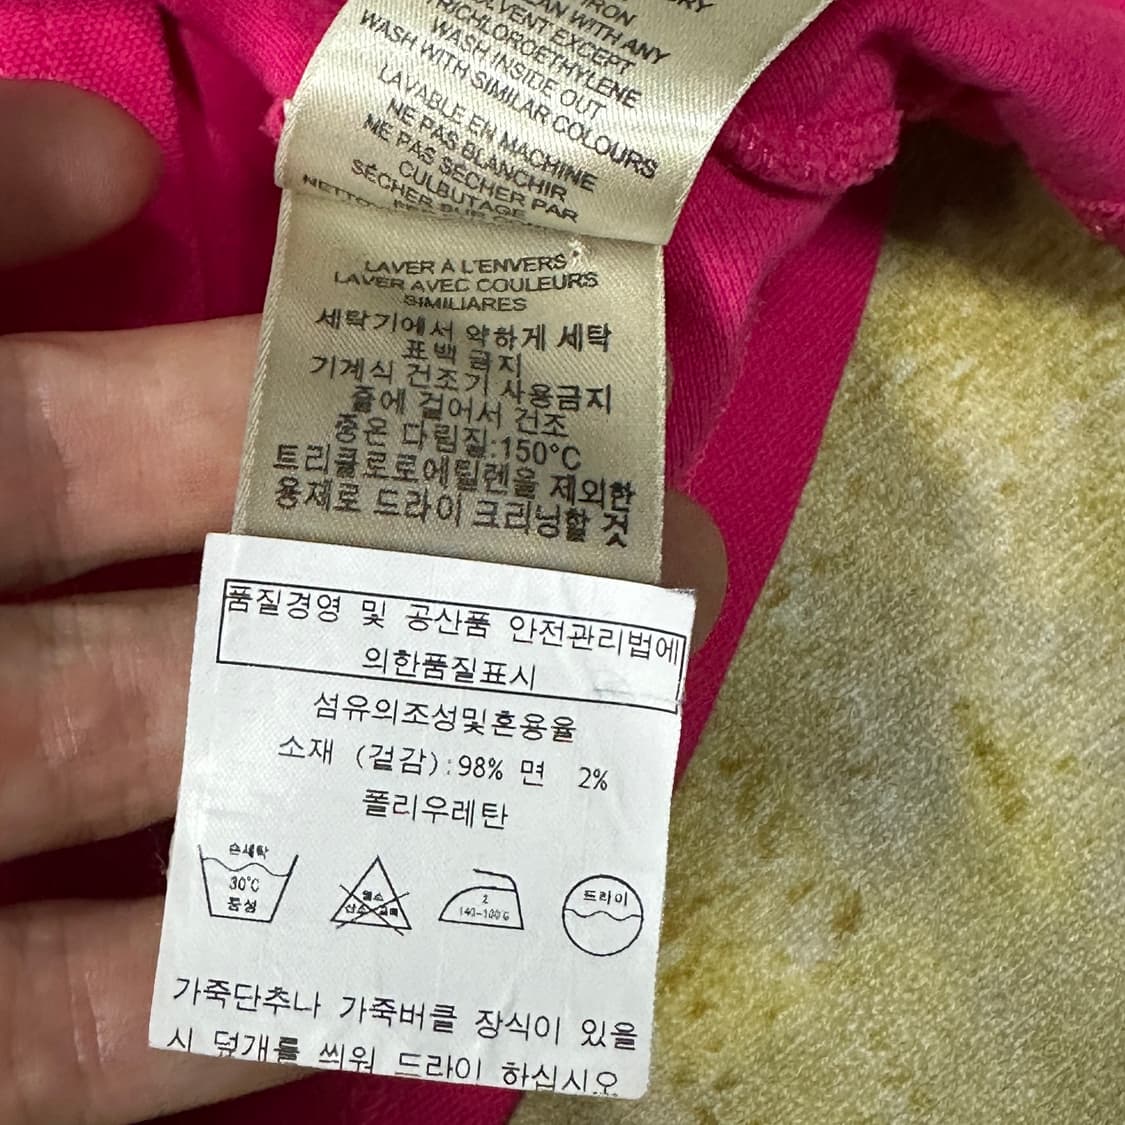 IRON
WITH ANY
SOLVENT EXCEPT
TRICHLOROETHYLENE
WASH INSIDE OUT
WASH WITH SIMILAR COLOURS
LAVABLE EN MACHINE
NE PAS BLANCHIR
NE PAS SÉCHER PAR
CULBUTAGE
SÉCHER PAR
LAVER À L'ENVERS
LAVER AVEC COULEURS
SIMILIARES
세탁기에서 약하게 세탁
표백 금지
기계식 건조기 사용금지
줄에 걸어서 건조
중온 다림질:150°C
트리클로로에틸렌을 제외한
용제로 드라이 크리닝할 것
품질경영 및 공산품 안전관리법에
의한품질표시
섬유의조성및혼용율
소재 (겉감):98% 면 2%
폴리우레탄
손세탁
30°C
중성
염소
산소
2
드라이
가죽단추나 가죽버클 장식이 있을
시 덮개를 씌워 드라이 하십시오